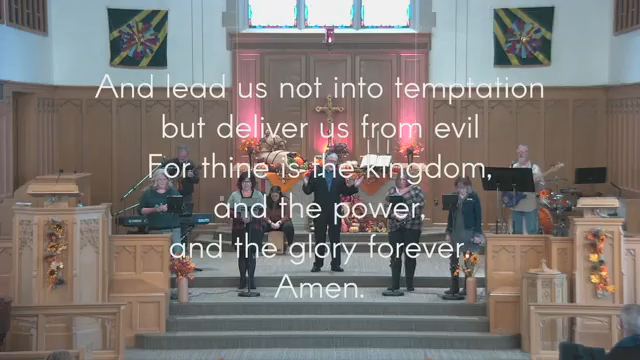 And lead us not into temptation
but deliver us from evil
For thine is the kingdom,
and the power,
and the glory forever.
Amen.